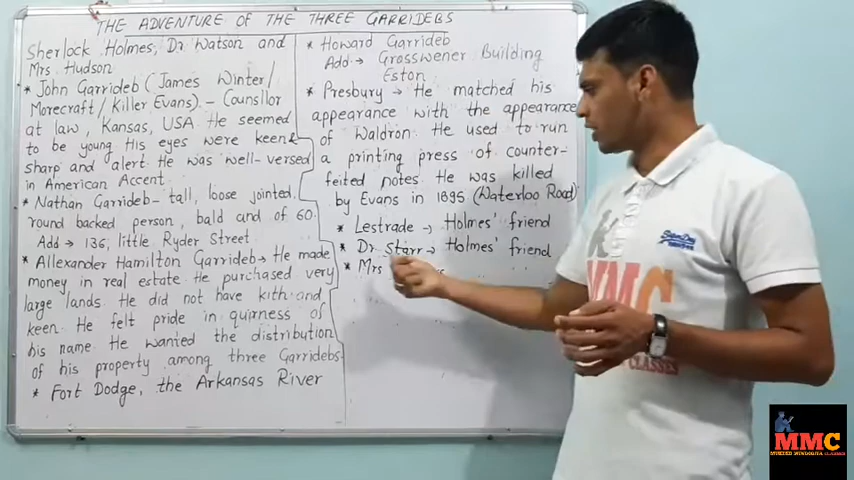 THE ADVENTURE OF THE THREE GARRIDEBS
Sherlock Holmes, Dr Watson and
Mrs. Hudson
* John Garrideb (James Winter/
Morecraft/Killer Evans) - Counsllor
at law, Kansas, USA. He seemed
to be young. His eyes were keen &
sharp and alert. He was well-versed
in American Accent.
* Nathan Garrideb - tall, loose jointed,
round backed person, bald and of 60.
Add → 136, little Ryder Street
* Allexander Hamilton Garrideb → He made
money in real estate. He purchased very
large lands. He did not have kith and
keen. He felt pride in quirness of
his name. He wanted the distribution
of his property among three Garridebs.
* Fort Dodge, the Arkansas River
* Howard Garrideb
Add → Grosswener Building
Eston
* Presbury → He matched his
appearance with the appearance
of Waldron. He used to run
a printing press of counter-
feited notes. He was killed
by Evans in 1895 (Waterloo Road)
* Lestrade → Holmes' friend
* Dr Starr → Holmes' friend
* Mrs
MMC
MMC